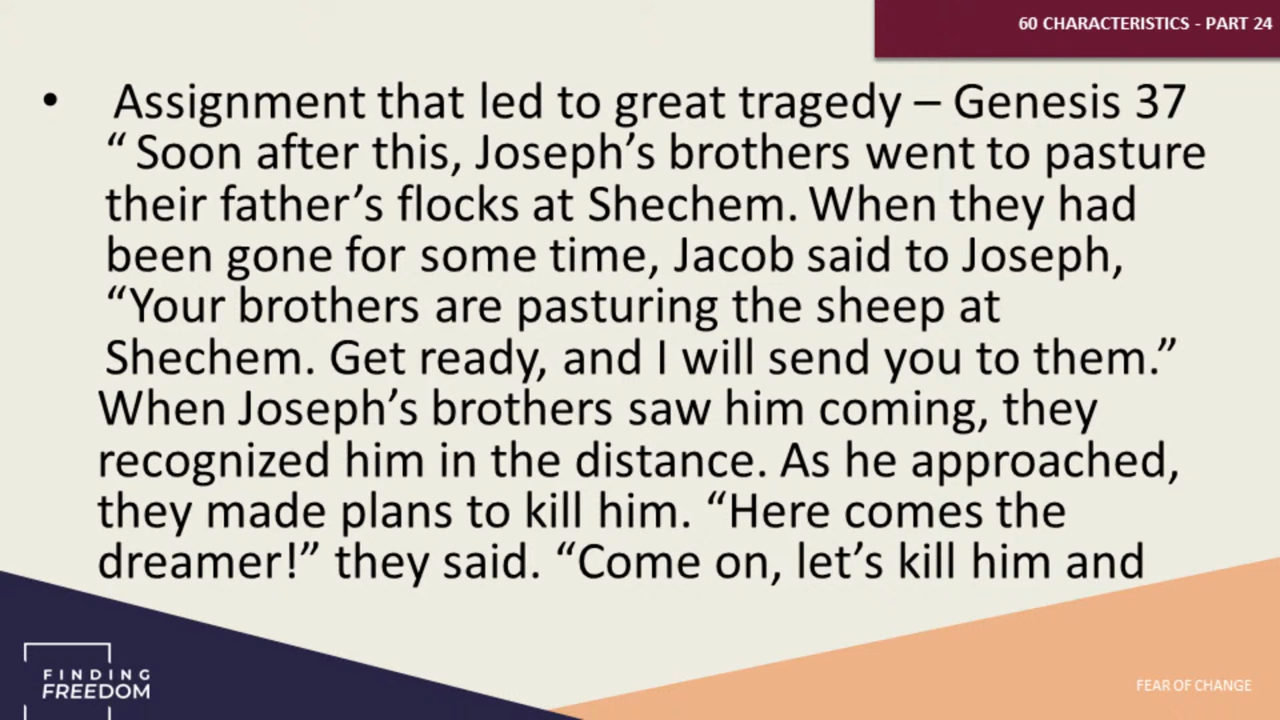 60 CHARACTERISTICS - PART 24
• Assignment that led to great tragedy – Genesis 37
“ Soon after this, Joseph’s brothers went to pasture
their father’s flocks at Shechem. When they had
been gone for some time, Jacob said to Joseph,
“Your brothers are pasturing the sheep at
Shechem. Get ready, and I will send you to them.”
When Joseph’s brothers saw him coming, they
recognized him in the distance. As he approached,
they made plans to kill him. “Here comes the
dreamer!” they said. “Come on, let’s kill him and
FINDING
FREEDOM
FEAR OF CHANGE